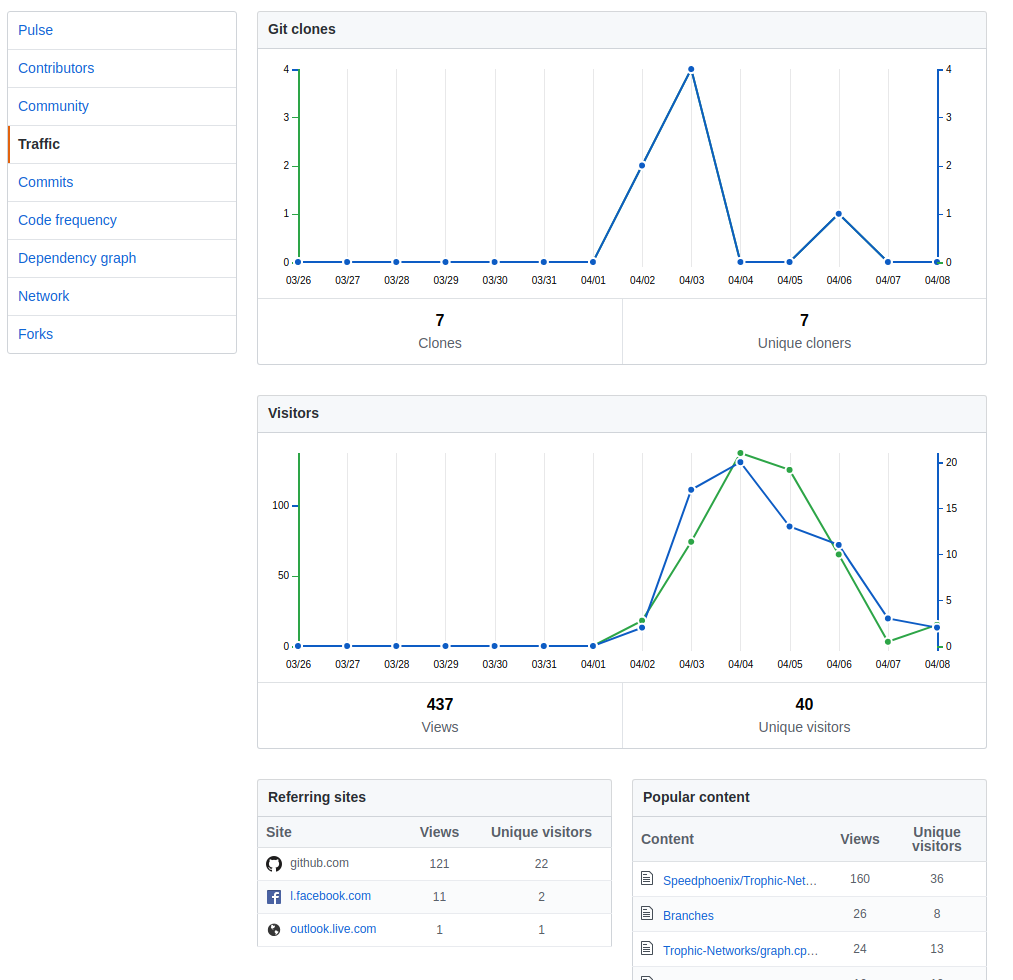 Pulse
Contributors
Community
Traffic
Commits
Code frequency
Dependency graph
Network
Forks
Git clones
4
3
2
1
0
4
3
2
1
0
03/26 03/27 03/28 03/29 03/30 03/31 04/01 04/02 04/03 04/04 04/05 04/06 04/07 04/08
7 7
Clones Unique cloners
Visitors
100
50
0
20
15
10
5
0
03/26 03/27 03/28 03/29 03/30 03/31 04/01 04/02 04/03 04/04 04/05 04/06 04/07 04/08
437 40
Views Unique visitors
Referring sites
Site Views Unique visitors
github.com 121 22
l.facebook.com 11 2
outlook.live.com 1 1
Popular content
Content Views Unique visitors
Speedphoenix/Trophic-Net… 160 36
Branches 26 8
Trophic-Networks/graph.cp… 24 13